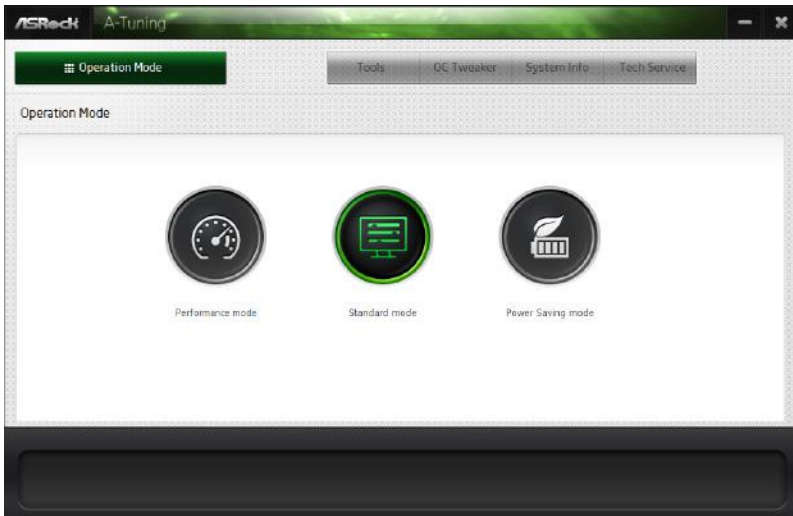 ASRock A-Tuning
Operation Mode Tools OC Tweaker System Info Tech Service
Operation Mode
Performance mode Standard mode Power Saving mode